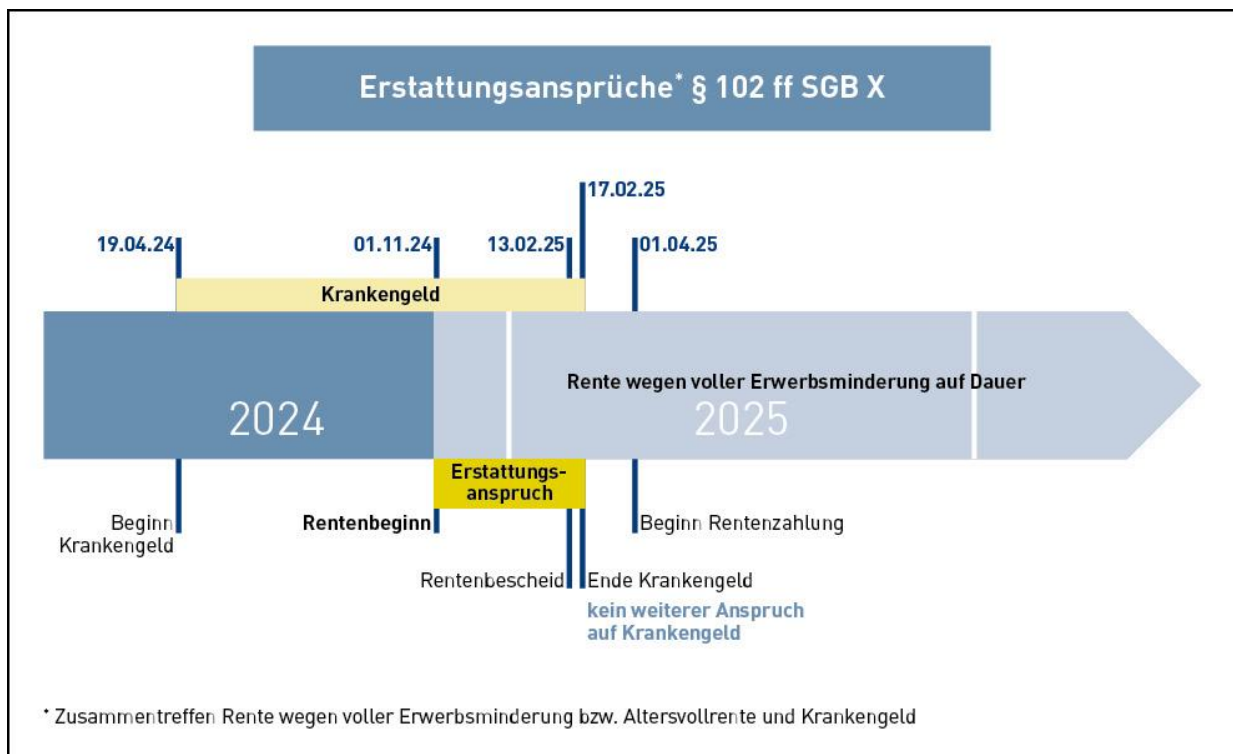 Erstattungsansprüche* § 102 ff SGB X
17.02.25
19.04.24
01.11.24
13.02.25
01.04.25
Krankengeld
Rente wegen voller Erwerbsminderung auf Dauer
2024
2025
Erstattungs-
anspruch
Beginn
Krankengeld
Rentenbeginn
Beginn Rentenzahlung
Rentenbescheid
Ende Krankengeld
kein weiterer Anspruch
auf Krankengeld
* Zusammentreffen Rente wegen voller Erwerbsminderung bzw. Altersvollrente und Krankengeld